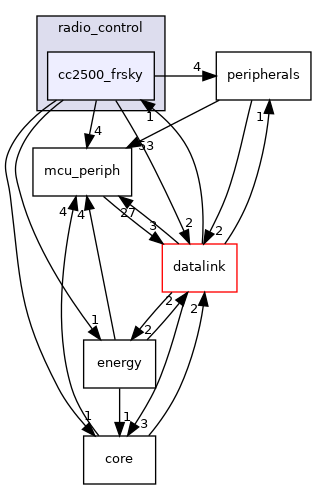 radio_control
cc2500_frsky
4
peripherals
4
1
1
53
mcu_periph
4
4
27
3
2
2
datalink
1
2
2
2
energy
1
1
3
core